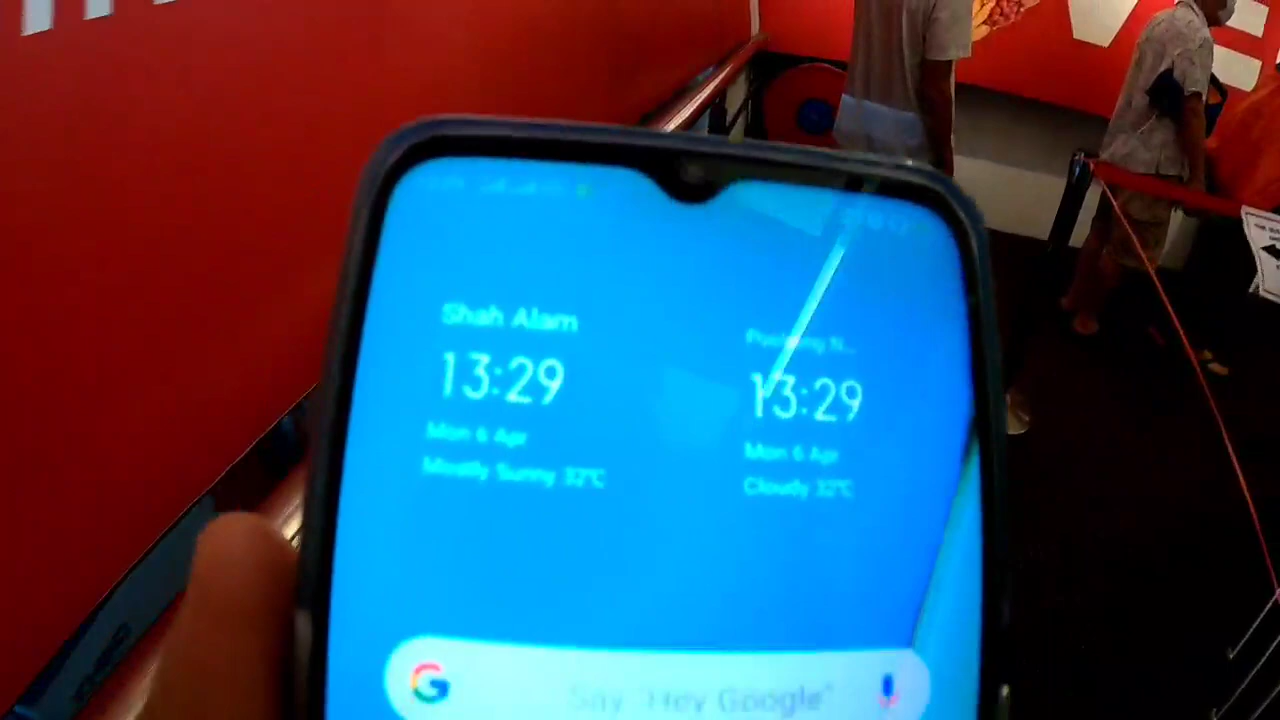 Shah Alam
13:29
Mon 6 Apr
Mostly Sunny 32°C
13:29
Mon 6 Apr
Cloudy 32°C
G
Say "Hey Google"